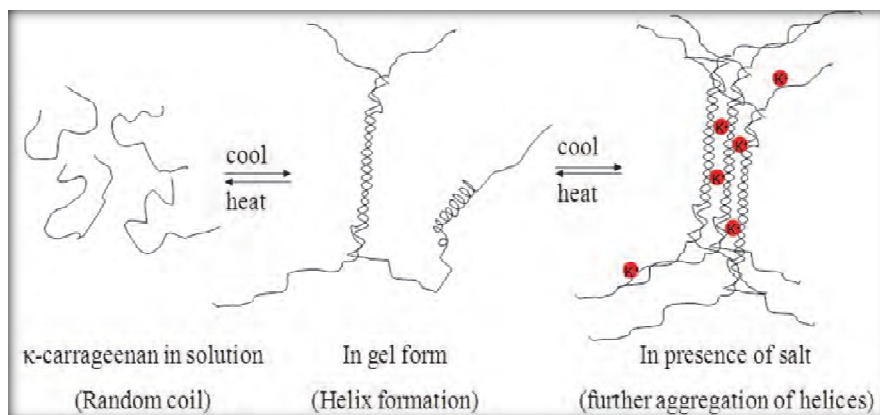 cool
heat
cool
heat
K+
K+
K+
K+
K+
K+
κ-carrageenan in solution
(Random coil)
In gel form
(Helix formation)
In presence of salt
(further aggregation of helices)